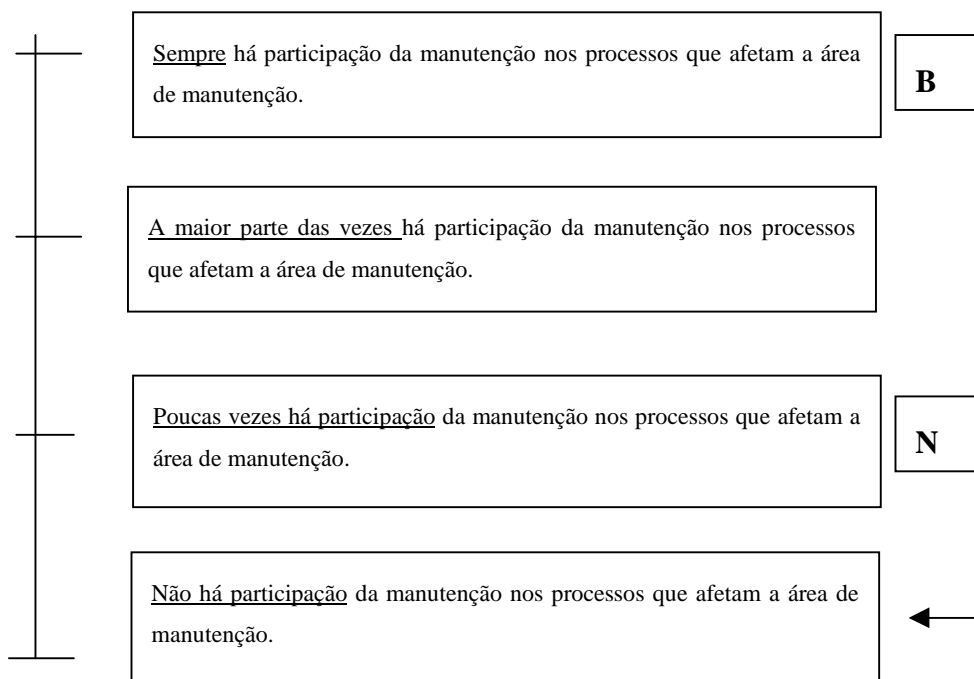 Sempre há participação da manutenção nos processos que afetam a área
de manutenção.
B
A maior parte das vezes há participação da manutenção nos processos
que afetam a área de manutenção.
Poucas vezes há participação da manutenção nos processos que afetam a
área de manutenção.
N
Não há participação da manutenção nos processos que afetam a área de
manutenção.